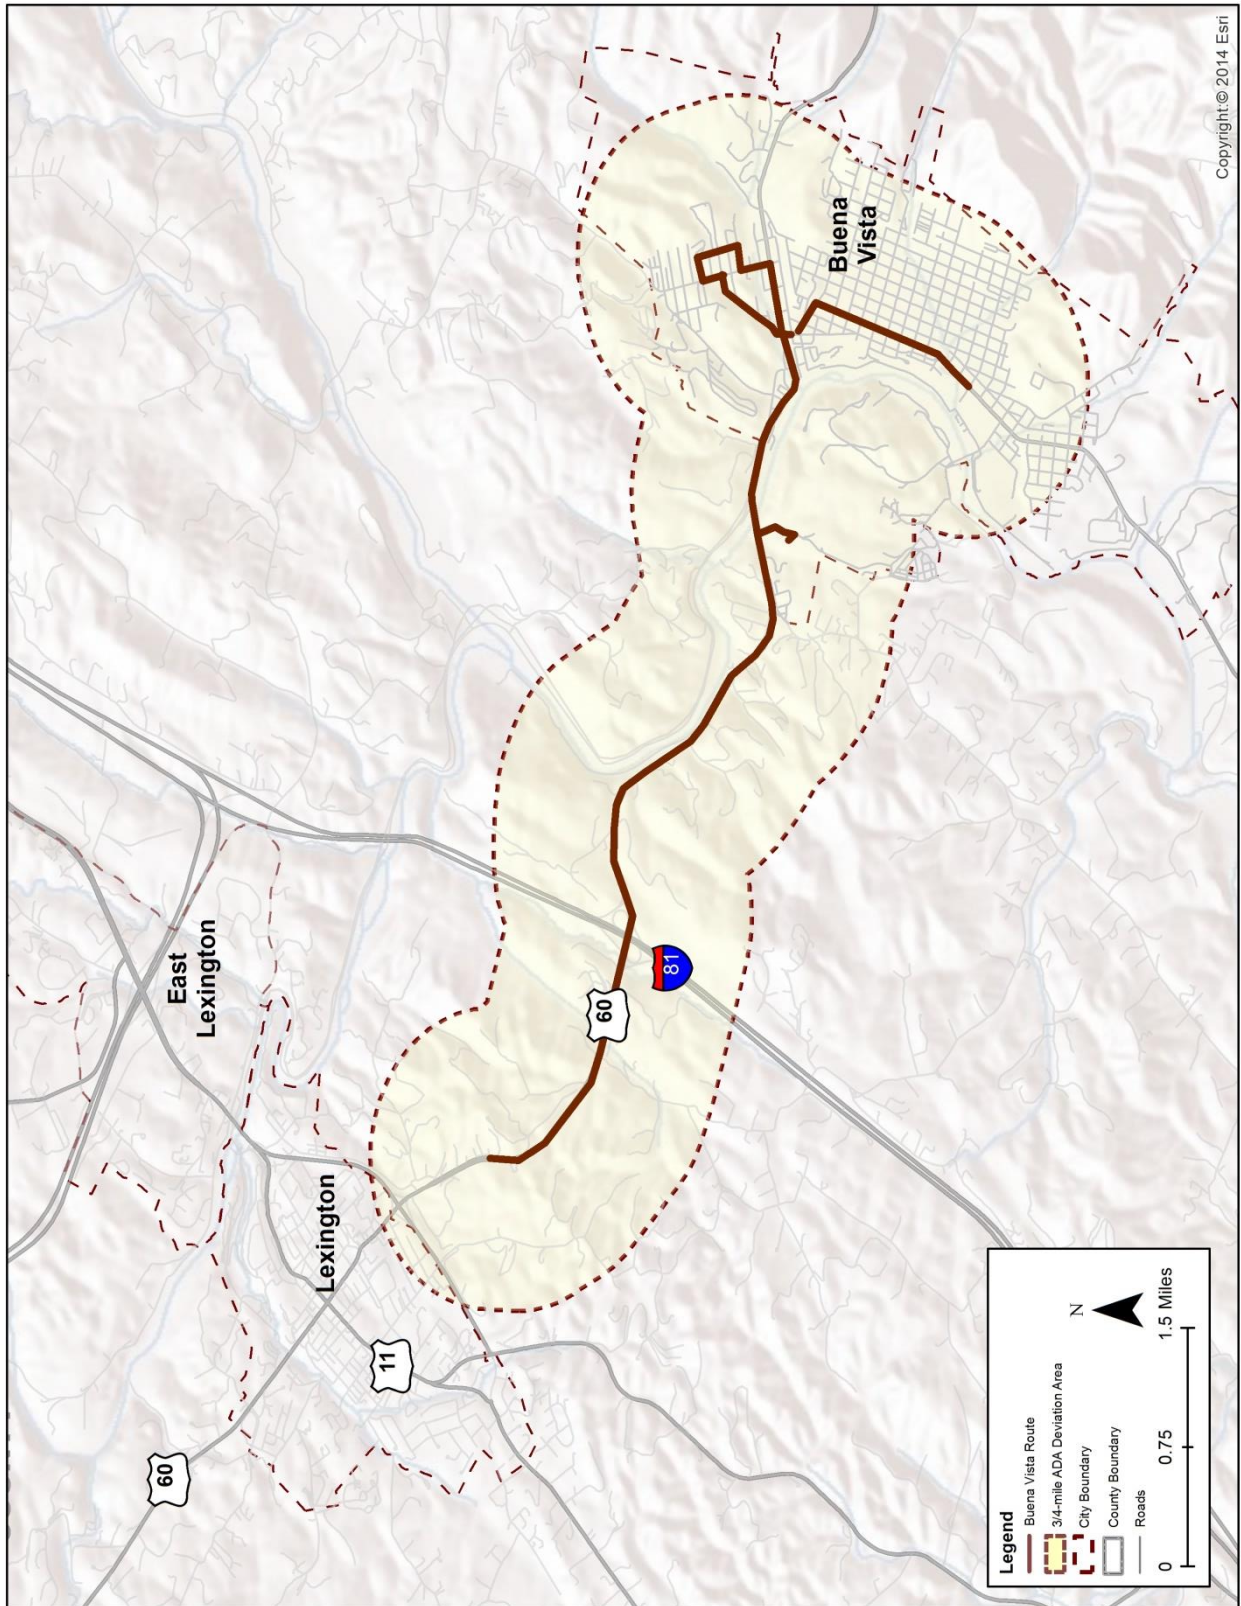 60
11
Lexington
East
Lexington
60
81
Buena
Vista
Legend
Buena Vista Route
3/4-mile ADA Deviation Area
City Boundary
County Boundary
Roads
N
0
0.75
1.5 Miles
Copyright:© 2014 Esri